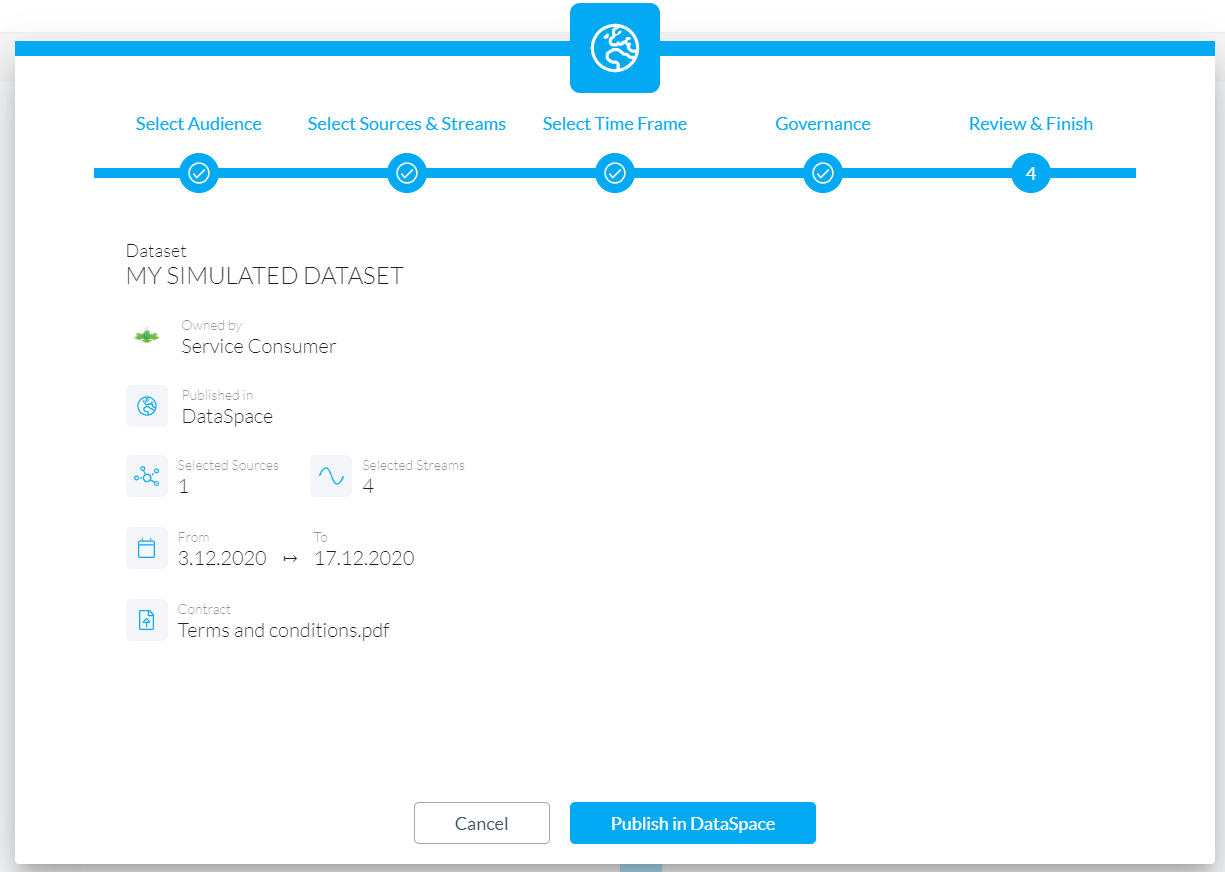 Select Audience
Select Sources & Streams
Select Time Frame
Governance
Review & Finish
4
Dataset
MY SIMULATED DATASET
Owned by
Service Consumer
Published in
DataSpace
Selected Sources
1
Selected Streams
4
From
3.12.2020
↦
To
17.12.2020
Contract
Terms and conditions.pdf
Cancel
Publish in DataSpace